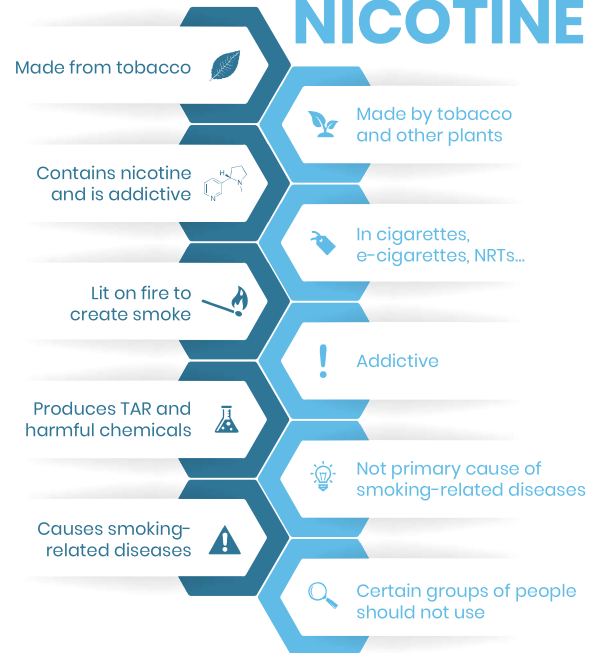 NICOTINE
Made from tobacco
Made by tobacco
and other plants
Contains nicotine
and is addictive
H
N
N
In cigarettes,
e-cigarettes, NRTs...
Lit on fire to
create smoke
Addictive
Produces TAR and
harmful chemicals
Not primary cause of
smoking-related diseases
Causes smoking-
related diseases
Certain groups of people
should not use